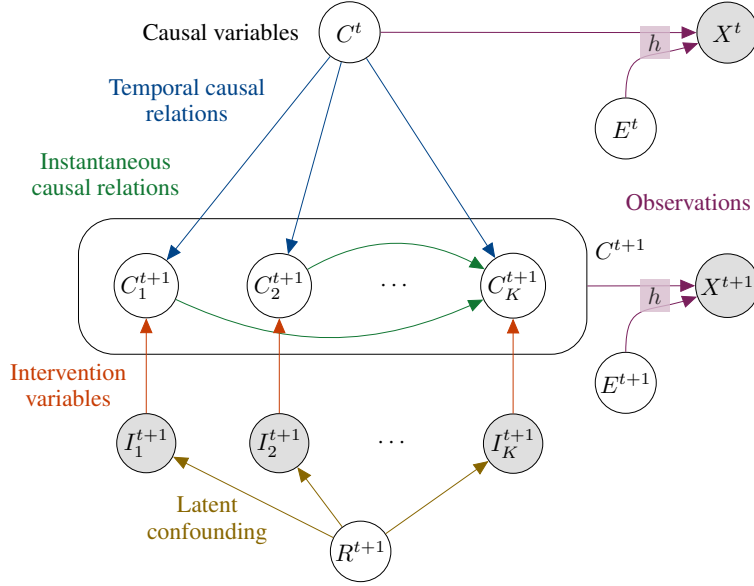 Causal variables
C^t
h
X^t
Temporal causal
relations
E^t
Instantaneous
causal relations
Observations
C^{t+1}
C_1^{t+1}
C_2^{t+1}
⋯
C_K^{t+1}
h
X^{t+1}
Intervention
variables
E^{t+1}
I_1^{t+1}
I_2^{t+1}
⋯
I_K^{t+1}
Latent
confounding
R^{t+1}